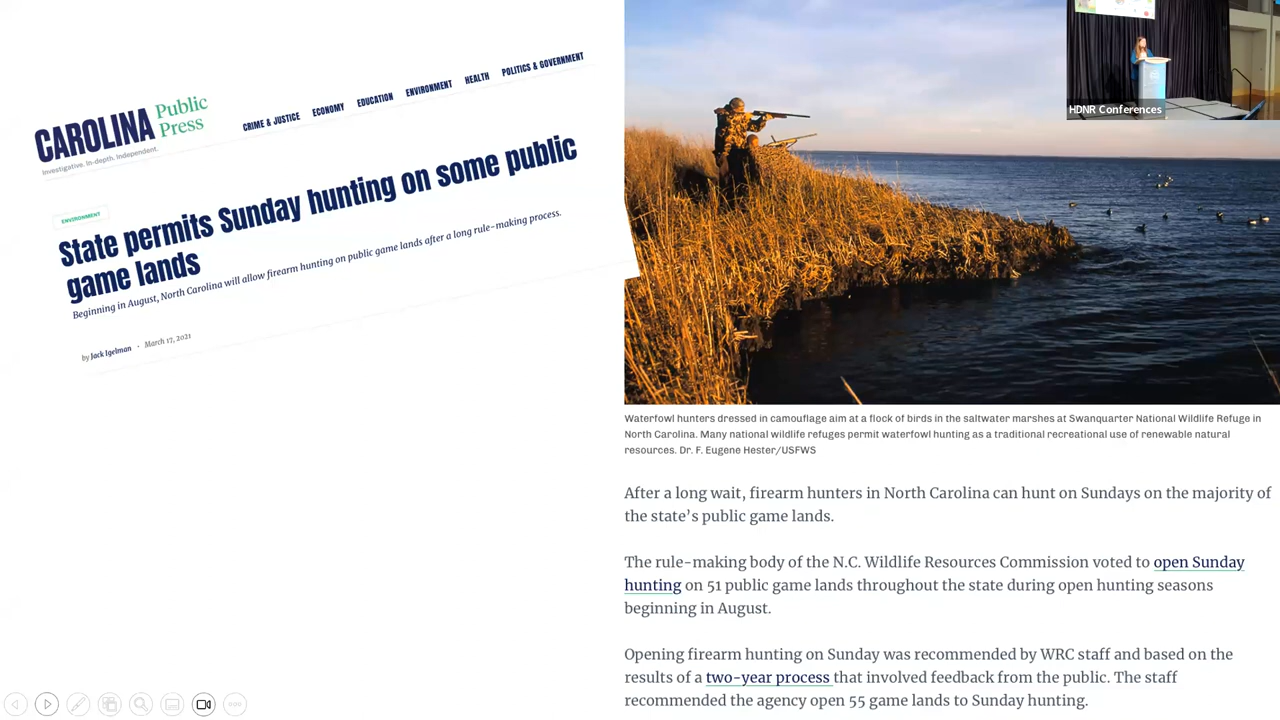 CAROLINA Public Press
Investigative. In-depth. Independent.
CRIME & JUSTICE ECONOMY EDUCATION ENVIRONMENT HEALTH POLITICS & GOVERNMENT
ENVIRONMENT
State permits Sunday hunting on some public
game lands
Beginning in August, North Carolina will allow firearm hunting on public game lands after a long rule-making process.
by Jack Igelman · March 17, 2021
HDNR Conferences
Waterfowl hunters dressed in camouflage aim at a flock of birds in the saltwater marshes at Swanquarter National Wildlife Refuge in
North Carolina. Many national wildlife refuges permit waterfowl hunting as a traditional recreational use of renewable natural
resources. Dr. F. Eugene Hester/USFWS
After a long wait, firearm hunters in North Carolina can hunt on Sundays on the majority of
the state's public game lands.
The rule-making body of the N.C. Wildlife Resources Commission voted to open Sunday
hunting on 51 public game lands throughout the state during open hunting seasons
beginning in August.
Opening firearm hunting on Sunday was recommended by WRC staff and based on the
results of a two-year process that involved feedback from the public. The staff
recommended the agency open 55 game lands to Sunday hunting.